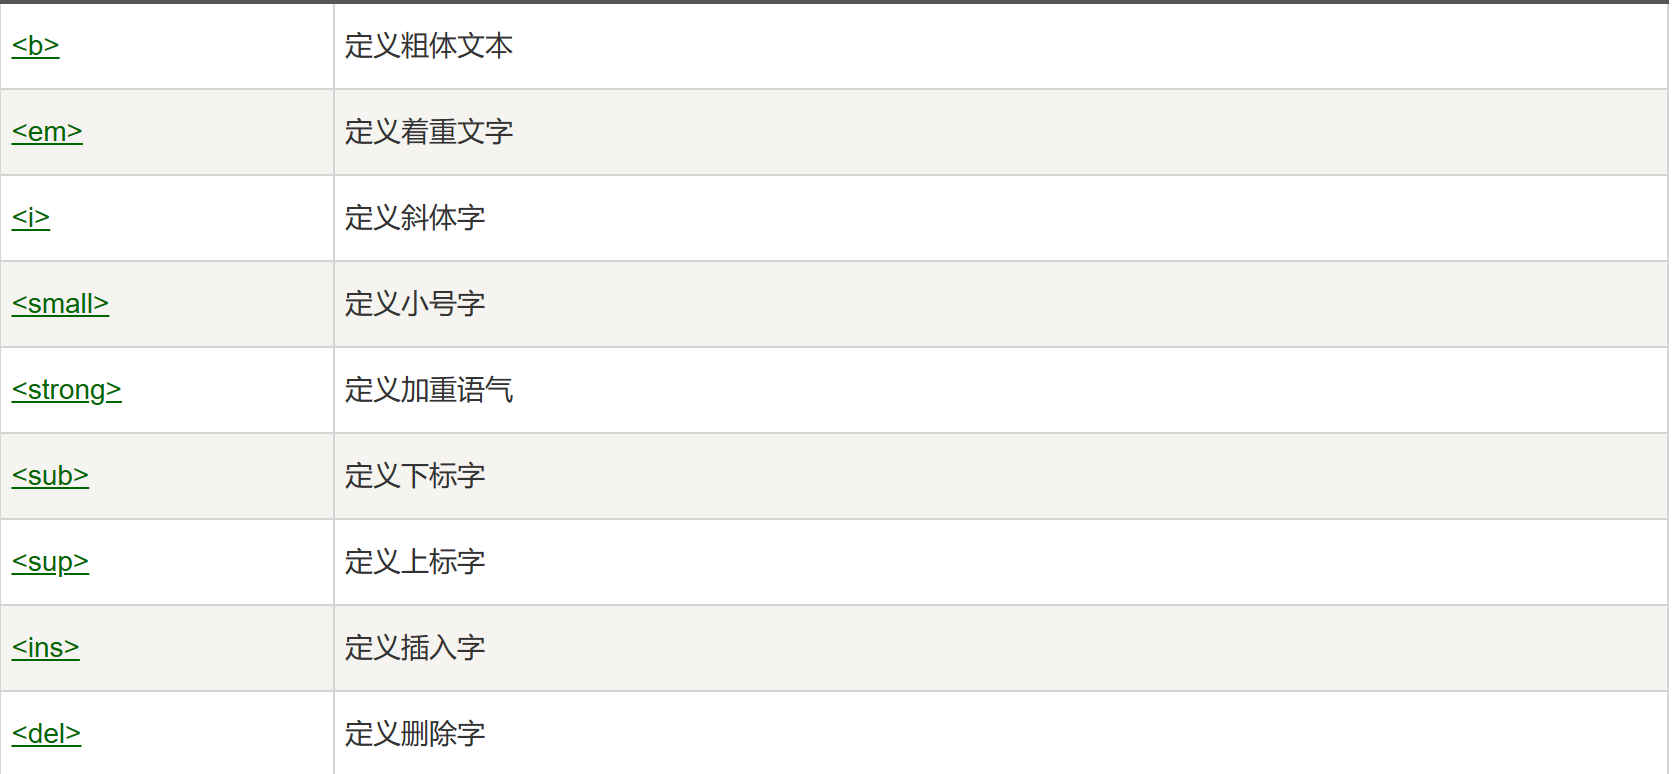 <b> 定义粗体文本
<em> 定义着重文字
<i> 定义斜体字
<small> 定义小号字
<strong> 定义加重语气
<sub> 定义下标字
<sup> 定义上标字
<ins> 定义插入字
<del> 定义删除字